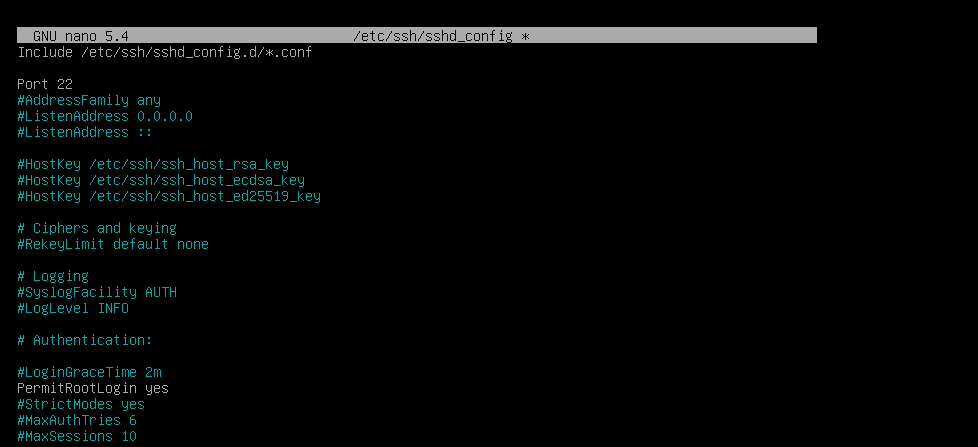 GNU nano 5.4 /etc/ssh/sshd_config *
Include /etc/ssh/sshd_config.d/*.conf
Port 22
#AddressFamily any
#ListenAddress 0.0.0.0
#ListenAddress ::
#HostKey /etc/ssh/ssh_host_rsa_key
#HostKey /etc/ssh/ssh_host_ecdsa_key
#HostKey /etc/ssh/ssh_host_ed25519_key
# Ciphers and keying
#RekeyLimit default none
# Logging
#SyslogFacility AUTH
#LogLevel INFO
# Authentication:
#LoginGraceTime 2m
PermitRootLogin yes
#StrictModes yes
#MaxAuthTries 6
#MaxSessions 10